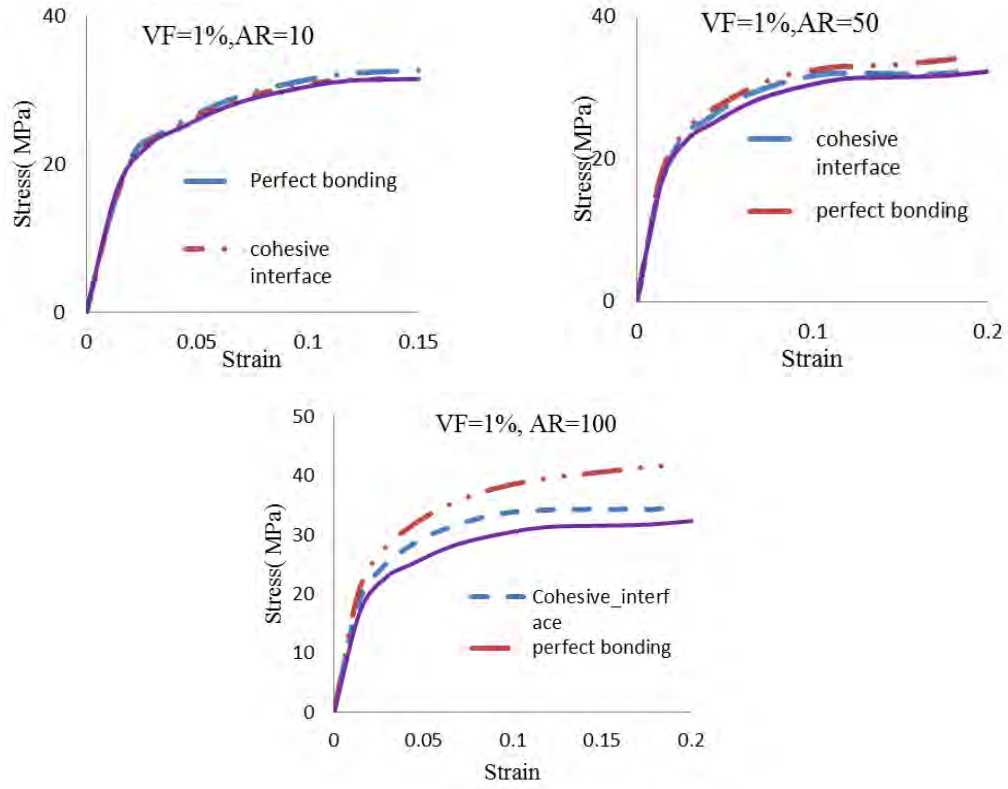 VF=1%,AR=10
40
20
0
Stress( MPa)
Perfect bonding
cohesive
interface
0 0.05 0.1 0.15
Strain
VF=1%,AR=50
40
20
0
Stress(MPa)
cohesive
interface
perfect bonding
0 0.1 0.2
Strain
VF=1%, AR=100
50
40
30
20
10
0
Stress( MPa)
Cohesive_interf
ace
perfect bonding
0 0.05 0.1 0.15 0.2
Strain